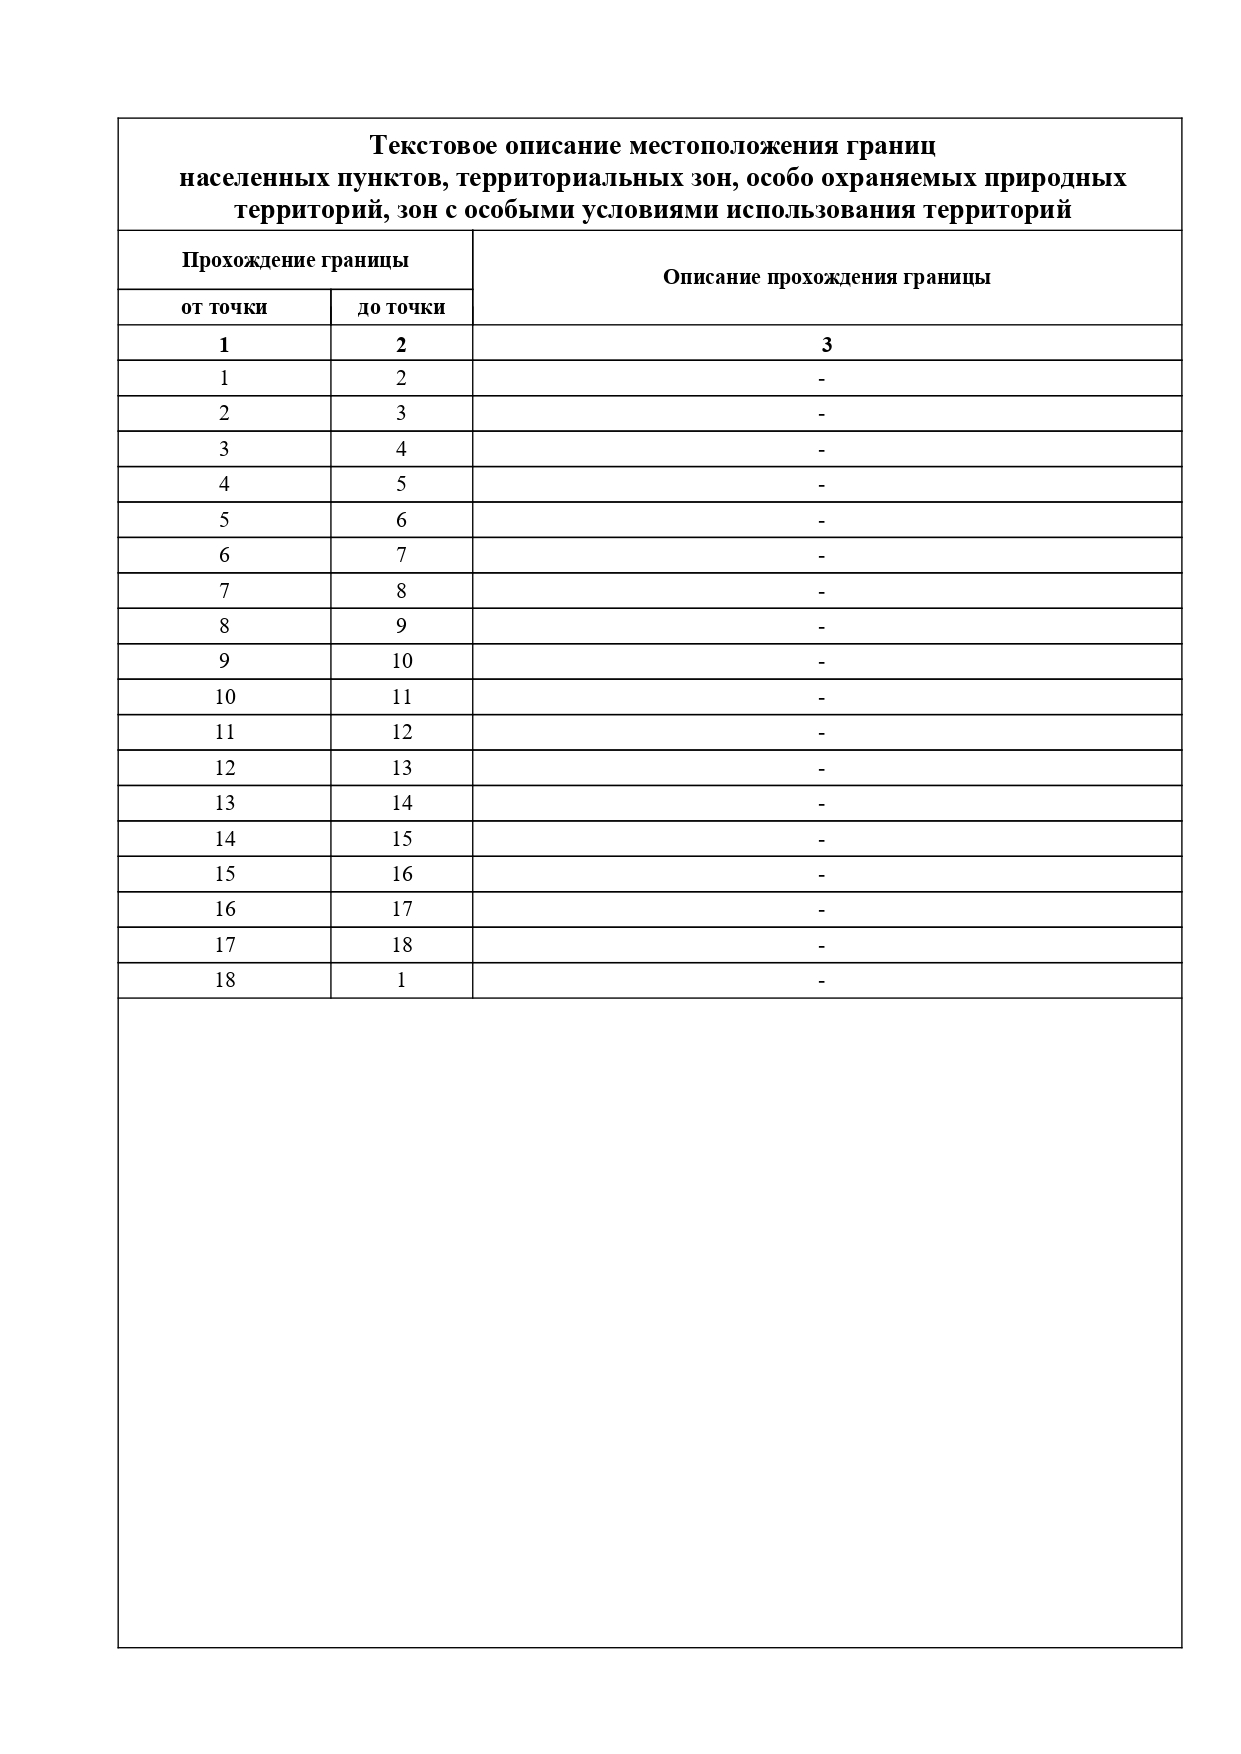 Текстовое описание местоположения границ
населенных пунктов, территориальных зон, особо охраняемых природных
территорий, зон с особыми условиями использования территорий
Прохождение границы
Описание прохождения границы
от точки до точки
1 2 3
1 2 -
2 3 -
3 4 -
4 5 -
5 6 -
6 7 -
7 8 -
8 9 -
9 10 -
10 11 -
11 12 -
12 13 -
13 14 -
14 15 -
15 16 -
16 17 -
17 18 -
18 1 -